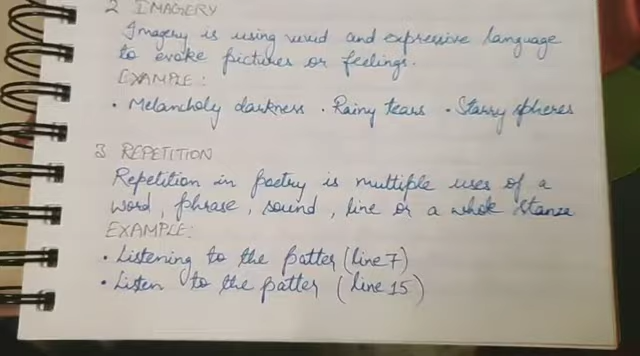 2 IMAGERY
Imagery is using vivid and expressive language
to evoke pictures or feelings.
EXAMPLE:
• Melancholy darkness • Rainy tears • Starry spheres
3 REPETITION
Repetition in poetry is multiple uses of a
word, phrase, sound, line or a whole stanza
EXAMPLE:
• Listening to the patter (line 7)
• Listen to the patter (line 15)